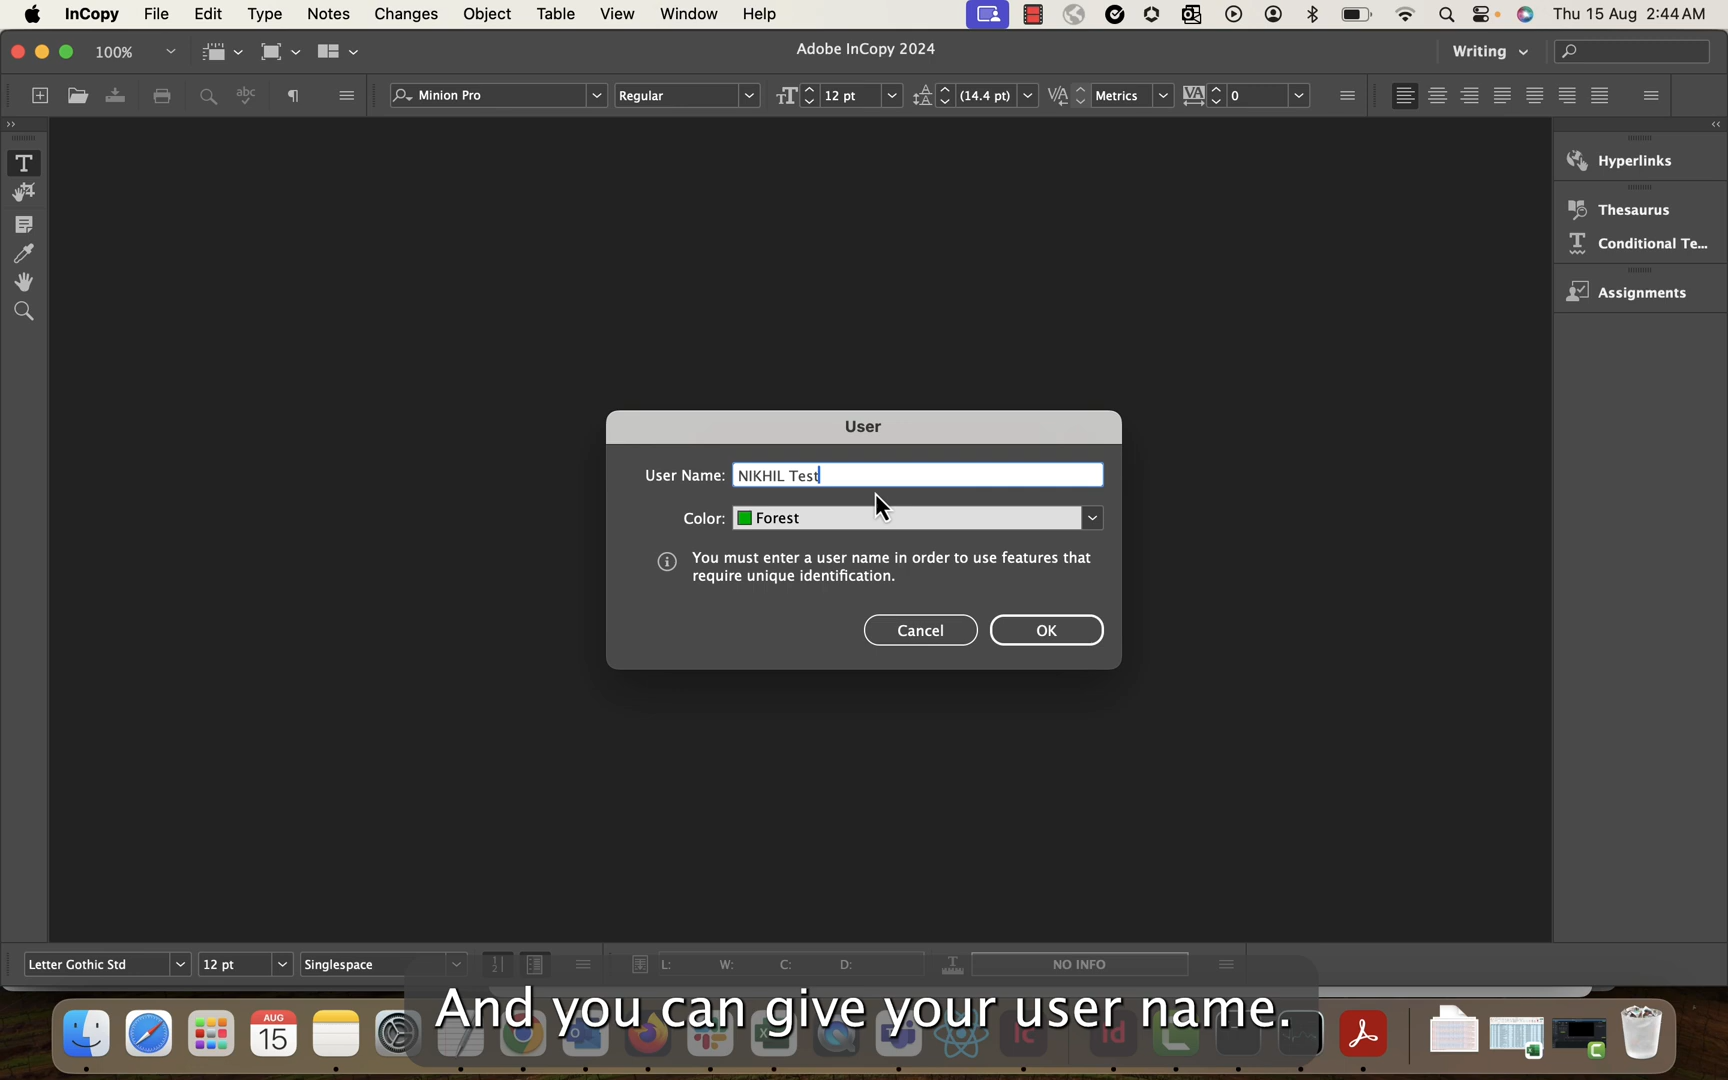 InCopy File Edit Type Notes Changes Object Table View Window Help Thu 15 Aug 2:44 AM
100% Adobe InCopy 2024 Writing
Minion Pro Regular 12 pt (14.4 pt) Metrics 0
Hyperlinks
Thesaurus
Conditional Te...
Assignments
User
User Name: NIKHIL Test
Color: Forest
You must enter a user name in order to use features that
require unique identification.
Cancel OK
Letter Gothic Std 12 pt Singlespace L: W: C: D: NO INFO
And you can give your user name.
AUG
15